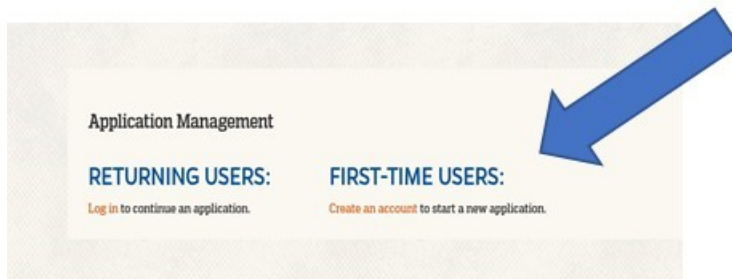 Application Management
RETURNING USERS:
Log in to continue an application.
FIRST-TIME USERS:
Create an account to start a new application.